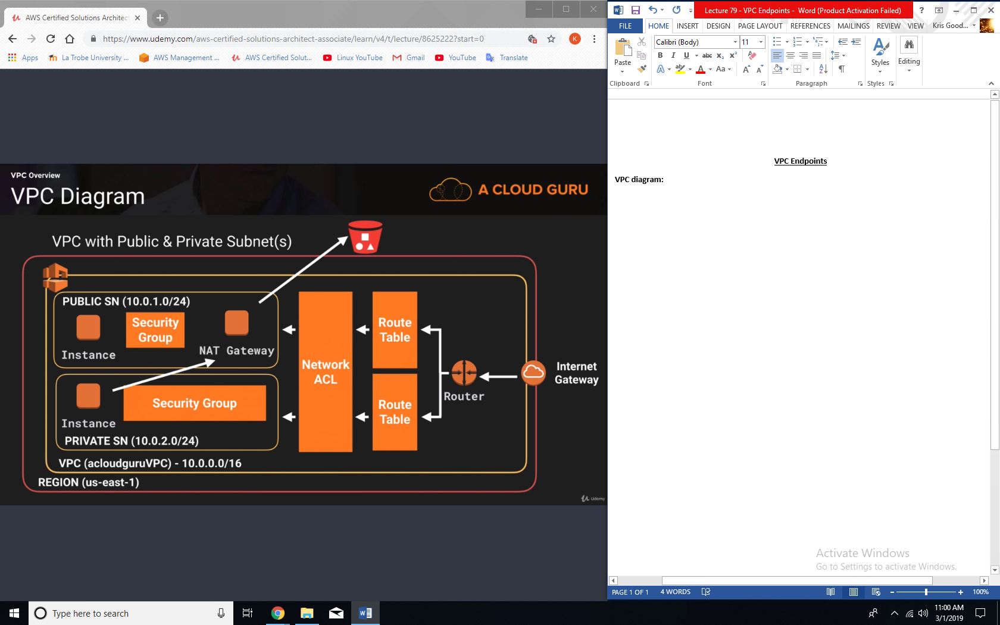 AWS Certified Solutions Architec
https://www.udemy.com/aws-certified-solutions-architect-associate/learn/v4/t/lecture/8625222?start=0
K
Apps
La Trobe University ...
AWS Management ...
AWS Certified Solut...
Linux YouTube
Gmail
YouTube
Translate
VPC Overview
VPC Diagram
A CLOUD GURU
VPC with Public & Private Subnet(s)
PUBLIC SN (10.0.1.0/24)
Security
Group
Instance
NAT Gateway
Security Group
Instance
PRIVATE SN (10.0.2.0/24)
VPC (acloudguruVPC) - 10.0.0.0/16
REGION (us-east-1)
Network
ACL
Route
Table
Route
Table
Router
Internet
Gateway
Udemy
Lecture 79 - VPC Endpoints - Word (Product Activation Failed)
FILE
HOME
INSERT
DESIGN
PAGE LAYOUT
REFERENCES
MAILINGS
REVIEW
VIEW
Kris Good...
Paste
Calibri (Body)
11
B I U abc x₂ x²
A ab A Aa A A
Styles
Editing
Clipboard
Font
Paragraph
Styles
VPC Endpoints
VPC diagram:
Activate Windows
Go to Settings to activate Windows.
PAGE 1 OF 1
4 WORDS
100%
Type here to search
11:00 AM
3/1/2019